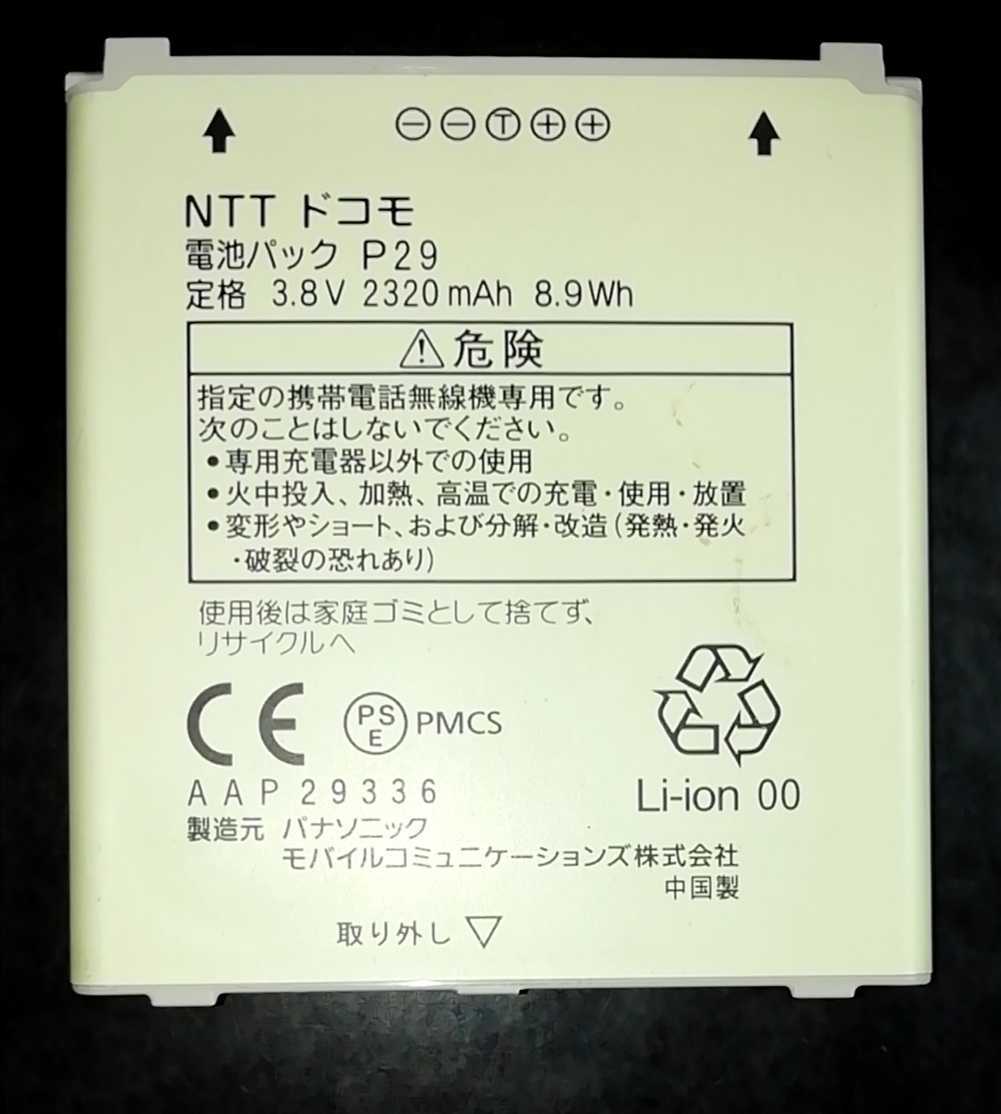 ⊖⊖Ⓣ⊕⊕
NTT ドコモ
電池パック P29
定格 3.8V 2320mAh 8.9Wh
⚠危険
指定の携帯電話無線機専用です。
次のことはしないでください。
●専用充電器以外での使用
●火中投入、加熱、高温での充電・使用・放置
●変形やショート、および分解・改造(発熱・発火
・破裂の恐れあり)
使用後は家庭ゴミとして捨てず、
リサイクルへ
CE PSE PMCS
AAP29336
Li-ion 00
製造元 パナソニック
モバイルコミュニケーションズ株式会社
中国製
取り外し ▽